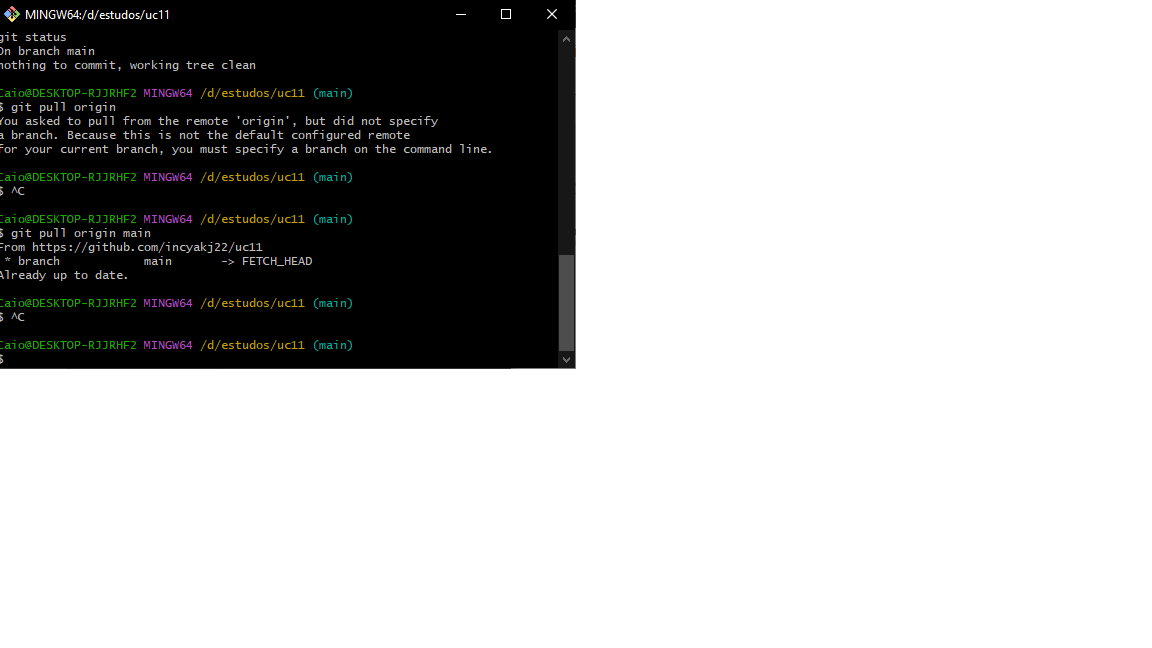 MINGW64:/d/estudos/uc11
git status
On branch main
nothing to commit, working tree clean
Caio@DESKTOP-RJJRHF2 MINGW64 /d/estudos/uc11 (main)
$ git pull origin
You asked to pull from the remote 'origin', but did not specify
a branch. Because this is not the default configured remote
for your current branch, you must specify a branch on the command line.
Caio@DESKTOP-RJJRHF2 MINGW64 /d/estudos/uc11 (main)
$ ^C
Caio@DESKTOP-RJJRHF2 MINGW64 /d/estudos/uc11 (main)
$ git pull origin main
From https://github.com/incyakj22/uc11
 * branch            main       -> FETCH_HEAD
Already up to date.
Caio@DESKTOP-RJJRHF2 MINGW64 /d/estudos/uc11 (main)
$ ^C
Caio@DESKTOP-RJJRHF2 MINGW64 /d/estudos/uc11 (main)
$